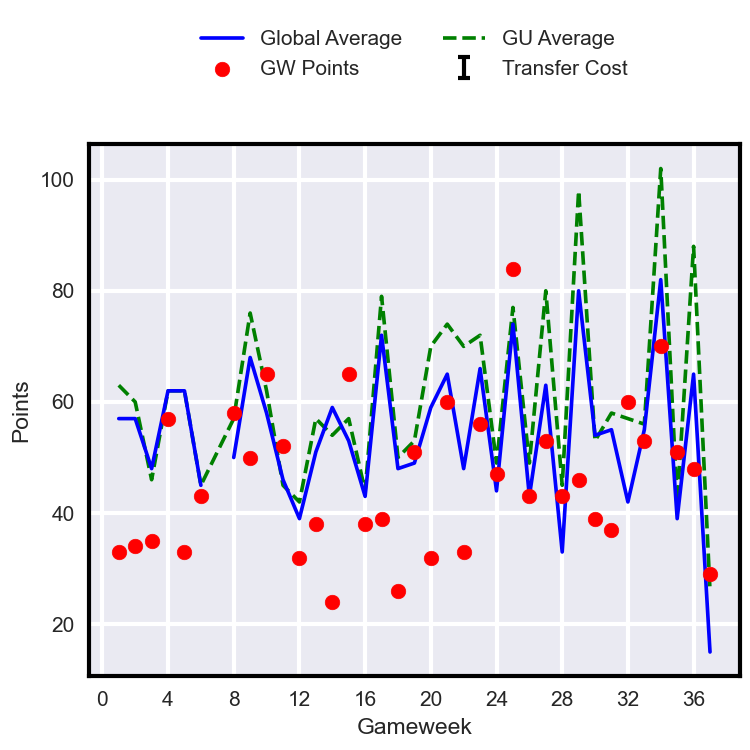 Global Average
GU Average
GW Points
Transfer Cost
100
80
60
40
20
Points
0 4 8 12 16 20 24 28 32 36
Gameweek